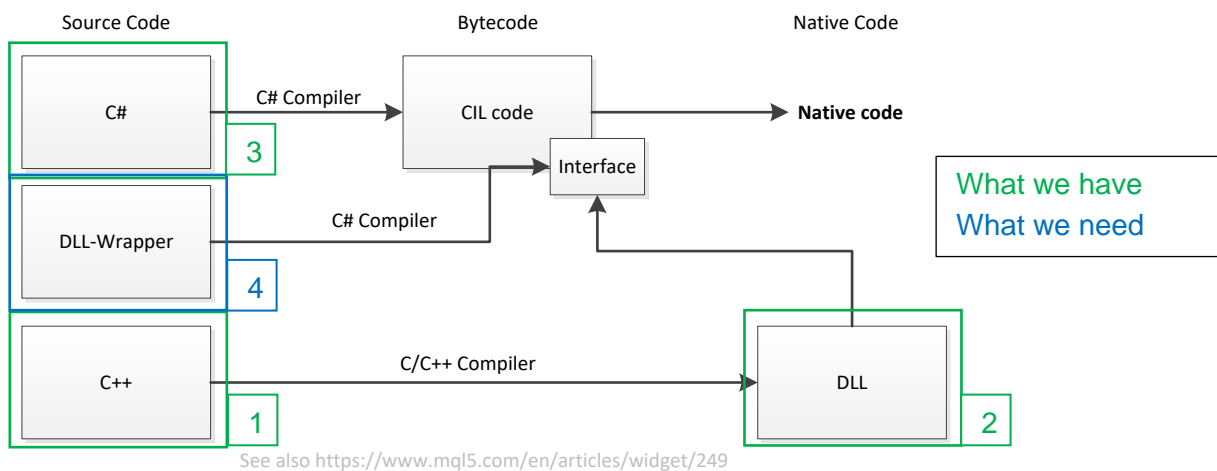 Source Code
Bytecode
Native Code
C#
C# Compiler
CIL code
Native code
3
Interface
What we have
What we need
DLL-Wrapper
C# Compiler
4
C++
C/C++ Compiler
DLL
1
2
See also https://www.mql5.com/en/articles/widget/249